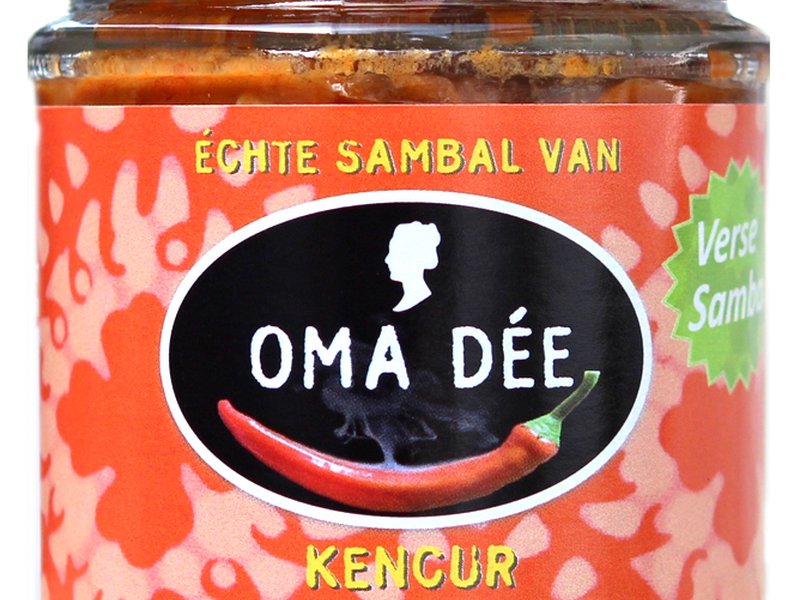 ÉCHTE SAMBAL VAN
OMA DÉE
Verse
KENCUR